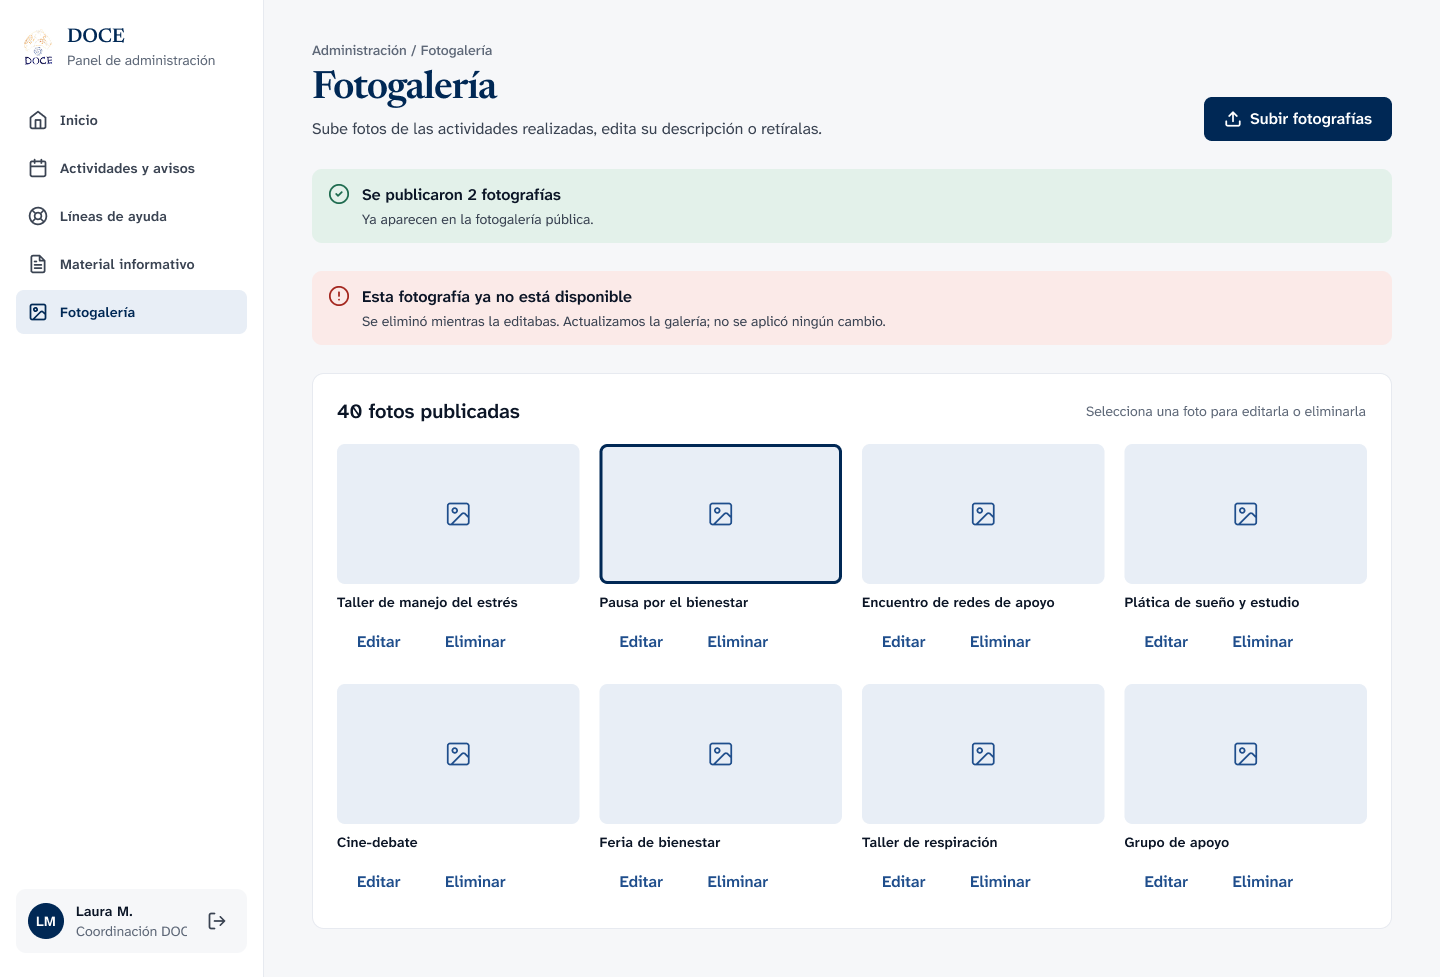 DOCE
DOCE
Panel de administración
Inicio
Actividades y avisos
Líneas de ayuda
Material informativo
Fotogalería
LM
Laura M.
Coordinación DOC
Administración / Fotogalería
Fotogalería
Sube fotos de las actividades realizadas, edita su descripción o retíralas.
Subir fotografías
Se publicaron 2 fotografías
Ya aparecen en la fotogalería pública.
Esta fotografía ya no está disponible
Se eliminó mientras la editabas. Actualizamos la galería; no se aplicó ningún cambio.
40 fotos publicadas
Selecciona una foto para editarla o eliminarla
Taller de manejo del estrés
Editar Eliminar
Pausa por el bienestar
Editar Eliminar
Encuentro de redes de apoyo
Editar Eliminar
Plática de sueño y estudio
Editar Eliminar
Cine-debate
Editar Eliminar
Feria de bienestar
Editar Eliminar
Taller de respiración
Editar Eliminar
Grupo de apoyo
Editar Eliminar